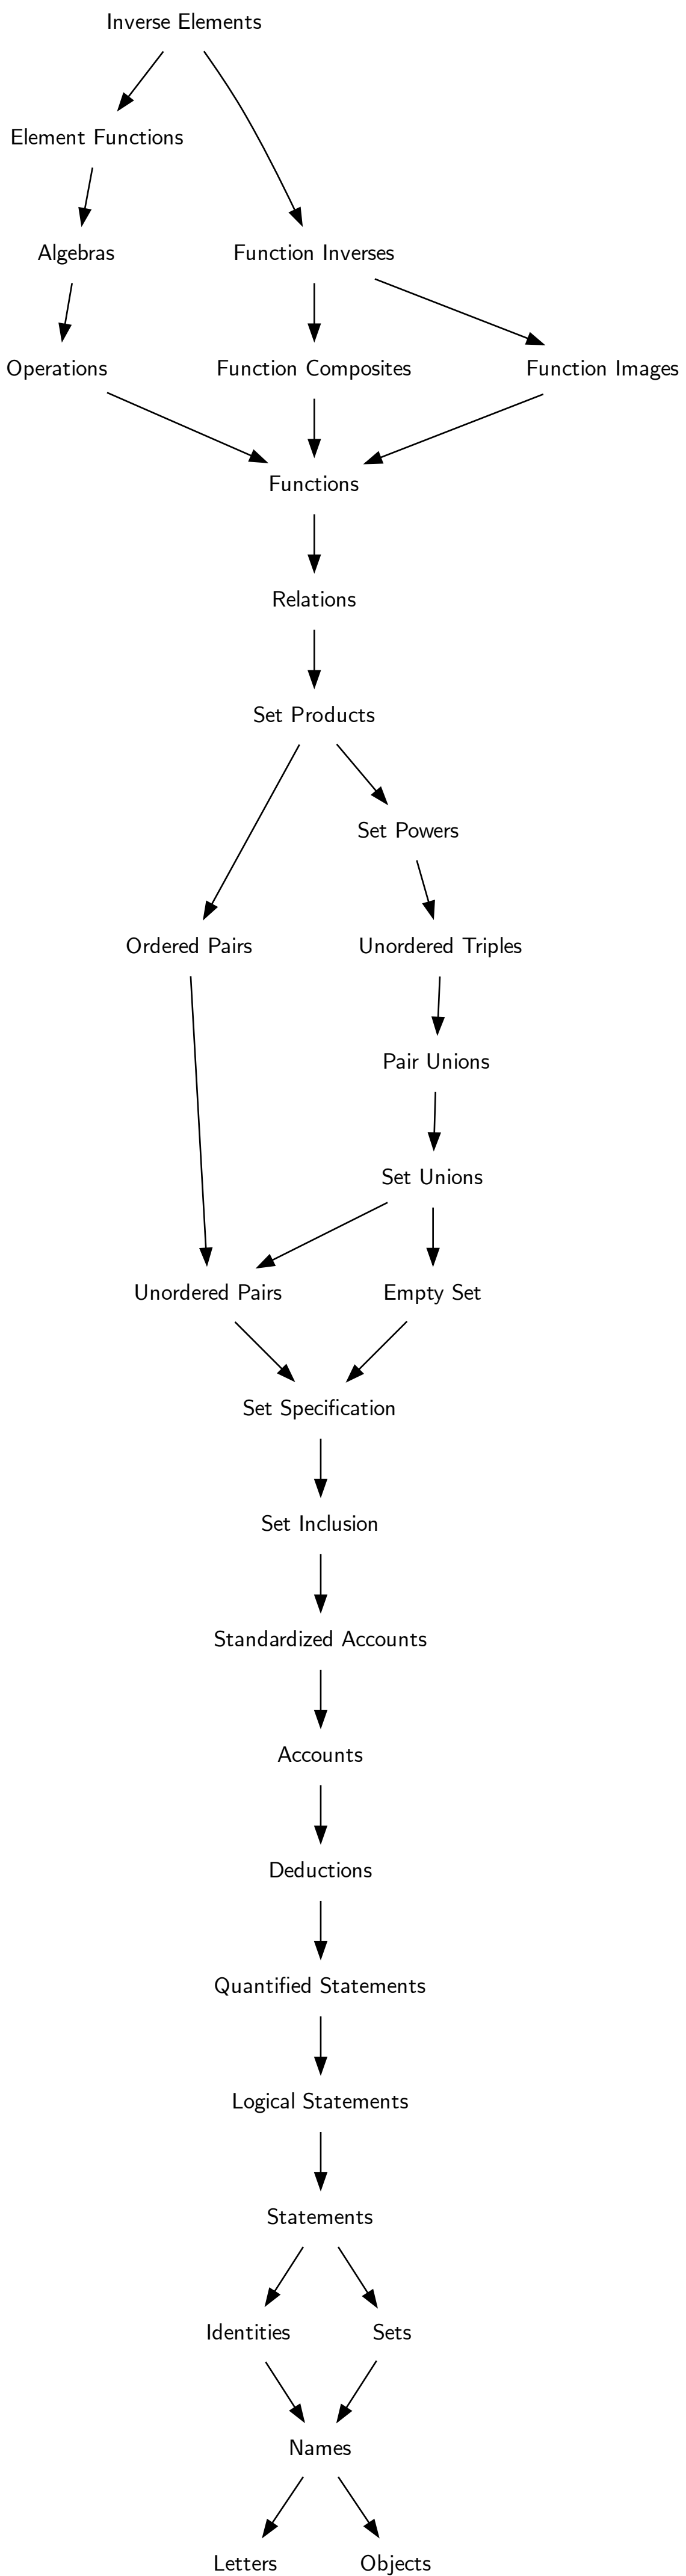 Inverse Elements
Element Functions
Algebras
Function Inverses
Operations
Function Composites
Function Images
Functions
Relations
Set Products
Set Powers
Ordered Pairs
Unordered Triples
Pair Unions
Set Unions
Unordered Pairs
Empty Set
Set Specification
Set Inclusion
Standardized Accounts
Accounts
Deductions
Quantified Statements
Logical Statements
Statements
Identities
Sets
Names
Letters
Objects